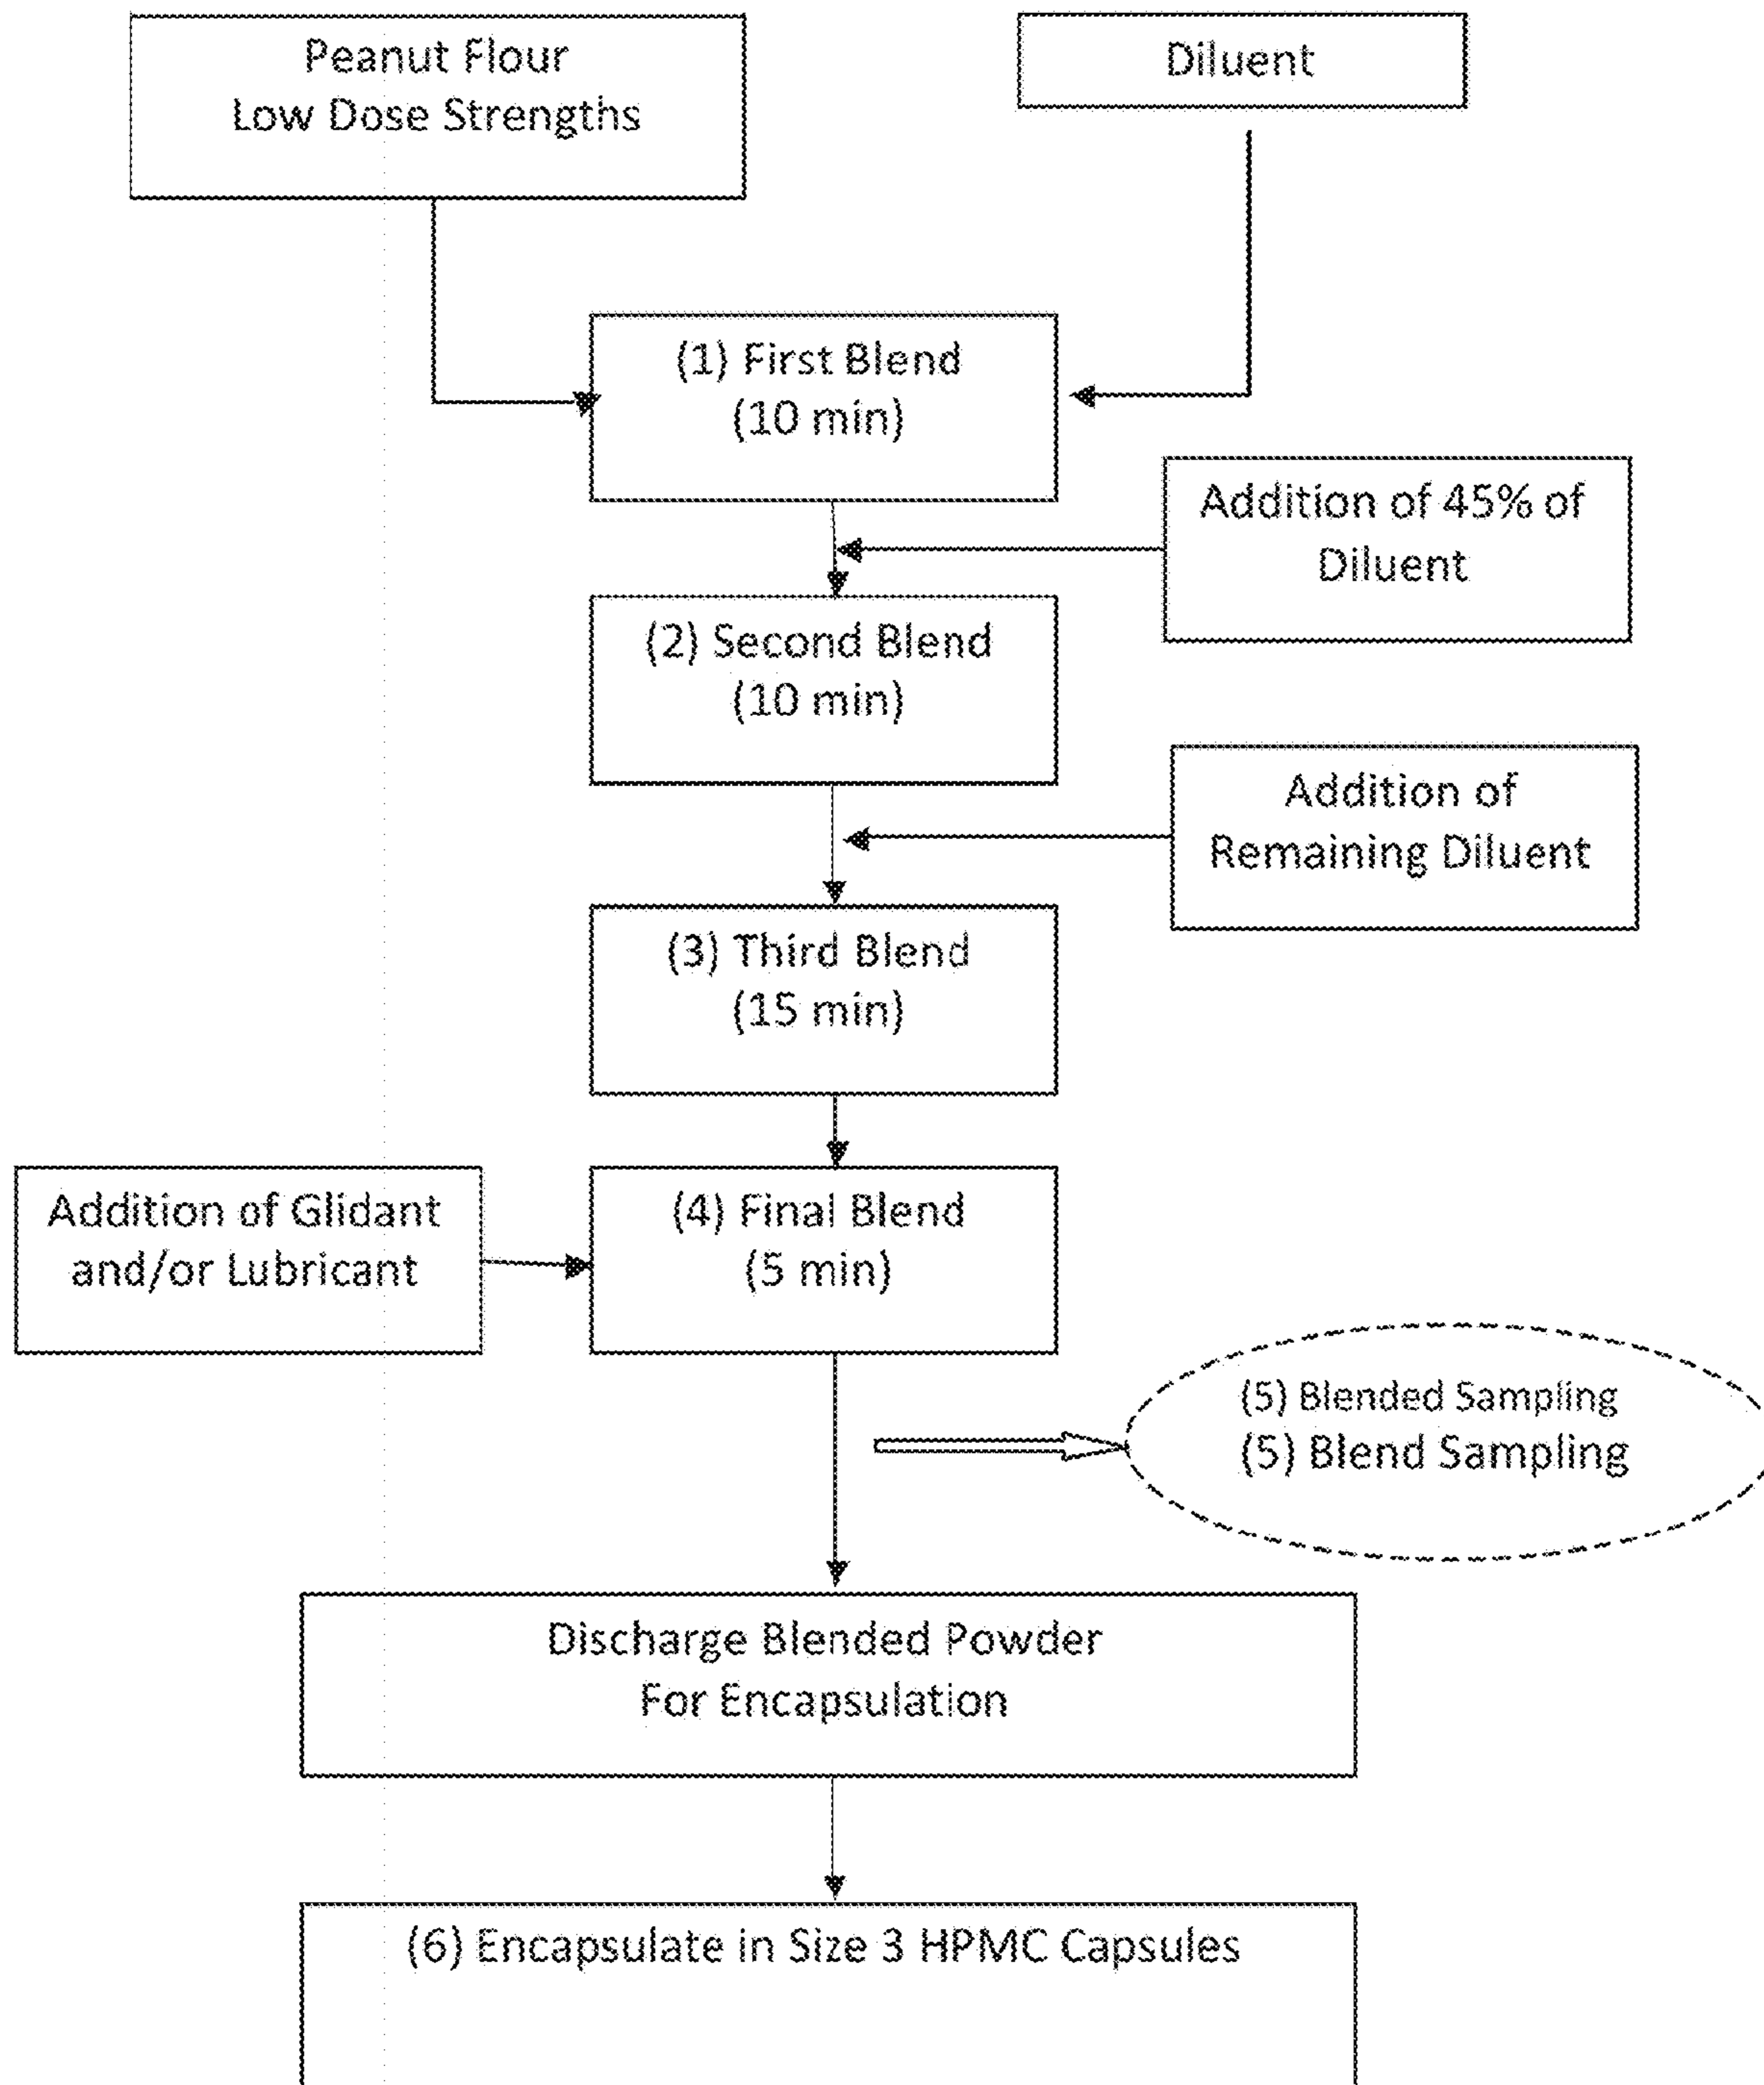 Peanut Flour
Low Dose Strengths
Diluent
(1) First Blend
(10 min)
Addition of 45% of
Diluent
(2) Second Blend
(10 min)
Addition of
Remaining Diluent
(3) Third Blend
(15 min)
Addition of Glidant
and/or Lubricant
(4) Final Blend
(5 min)
(5) Blended Sampling
(5) Blend Sampling
Discharge Blended Powder
For Encapsulation
(6) Encapsulate in Size 3 HPMC Capsules